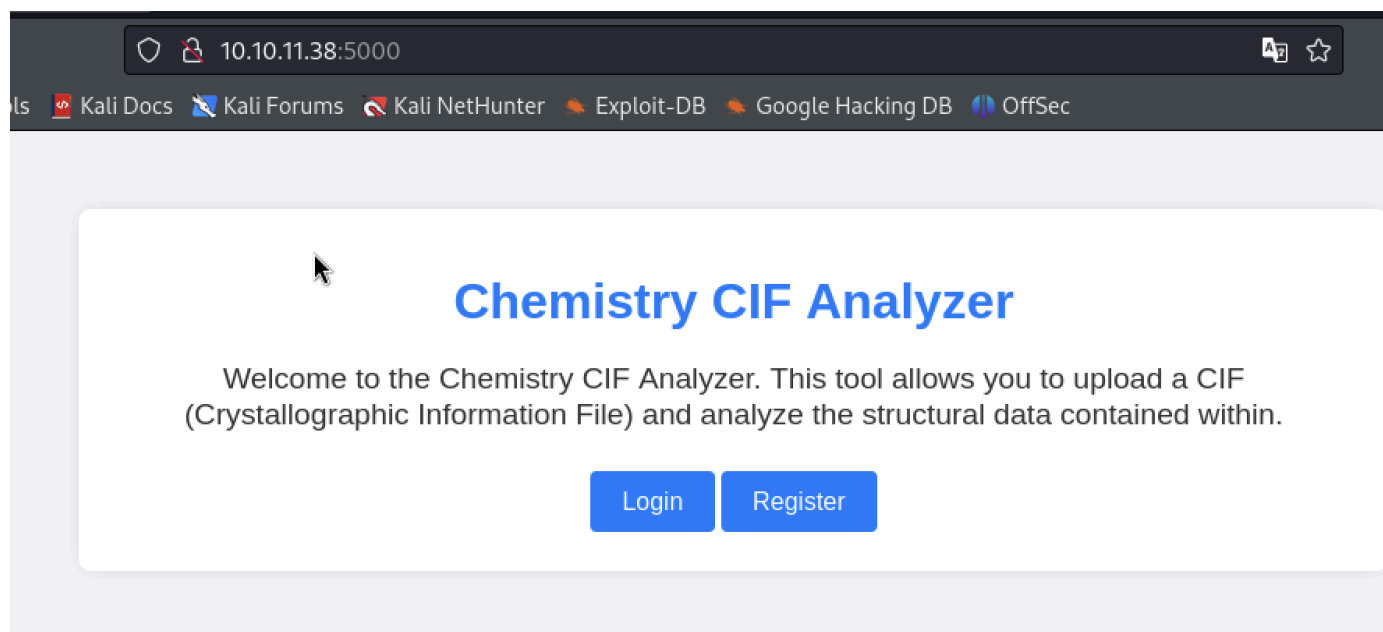 10.10.11.38:5000
ls Kali Docs Kali Forums Kali NetHunter Exploit-DB Google Hacking DB OffSec
Chemistry CIF Analyzer
Welcome to the Chemistry CIF Analyzer. This tool allows you to upload a CIF
(Crystallographic Information File) and analyze the structural data contained within.
Login Register